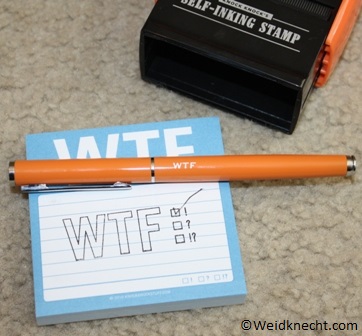 SELF-INKING STAMP
WTF
WTF
WTF
!
?
!?
! ? !?
©Weidknecht.com